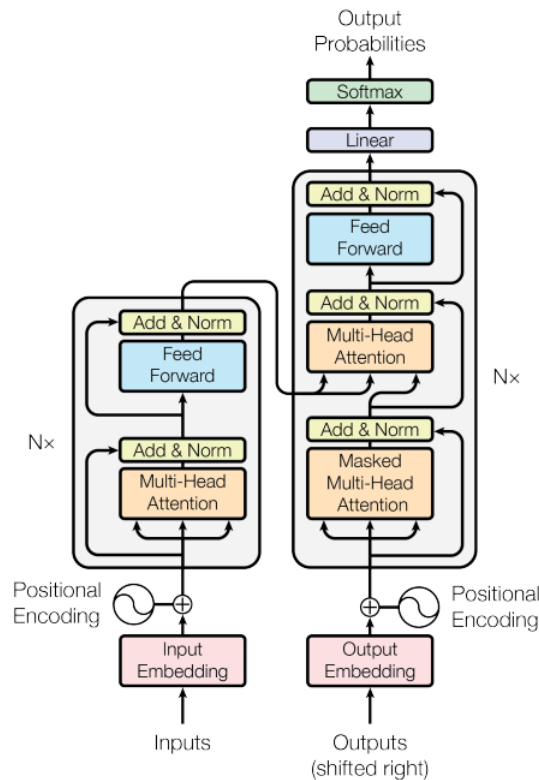 Output
Probabilities
Softmax
Linear
Add & Norm
Feed
Forward
Add & Norm
Multi-Head
Attention
Add & Norm
Masked
Multi-Head
Attention
N×
Add & Norm
Feed
Forward
Add & Norm
Multi-Head
Attention
N×
Positional
Encoding
Positional
Encoding
Input
Embedding
Output
Embedding
Inputs
Outputs
(shifted right)